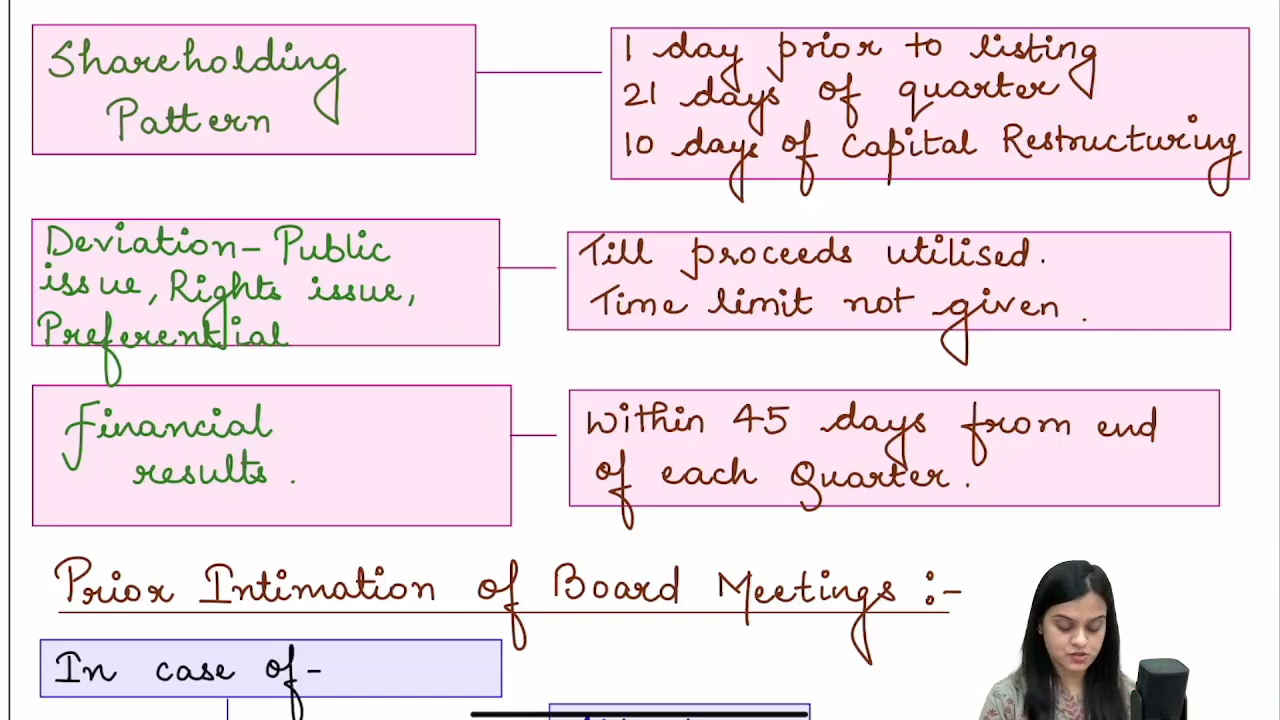 Shareholding
Pattern
1 day prior to listing
21 days of quarter
10 days of Capital Restructuring
Deviation - Public
issue, Rights issue,
Preferential
Till proceeds utilised.
Time limit not given.
Financial
results.
Within 45 days from end
of each Quarter.
Prior Intimation of Board Meetings :-
In case of -